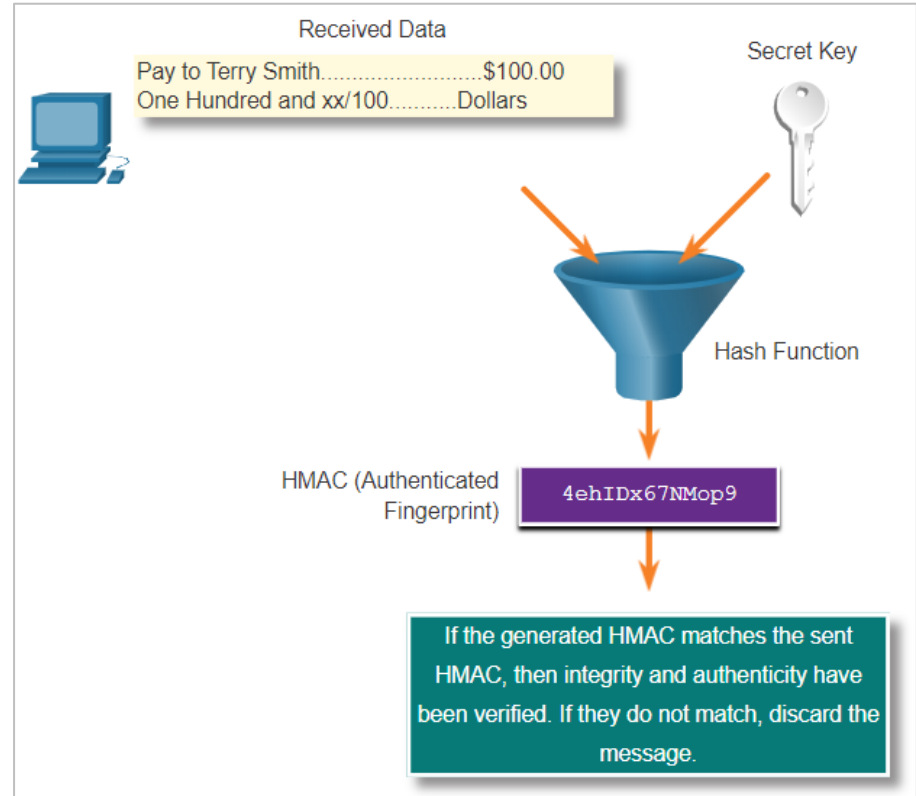 Received Data
Pay to Terry Smith..........................$100.00
One Hundred and xx/100...........Dollars
Secret Key
Hash Function
HMAC (Authenticated
Fingerprint)
4ehIDx67NMop9
If the generated HMAC matches the sent
HMAC, then integrity and authenticity have
been verified. If they do not match, discard the
message.